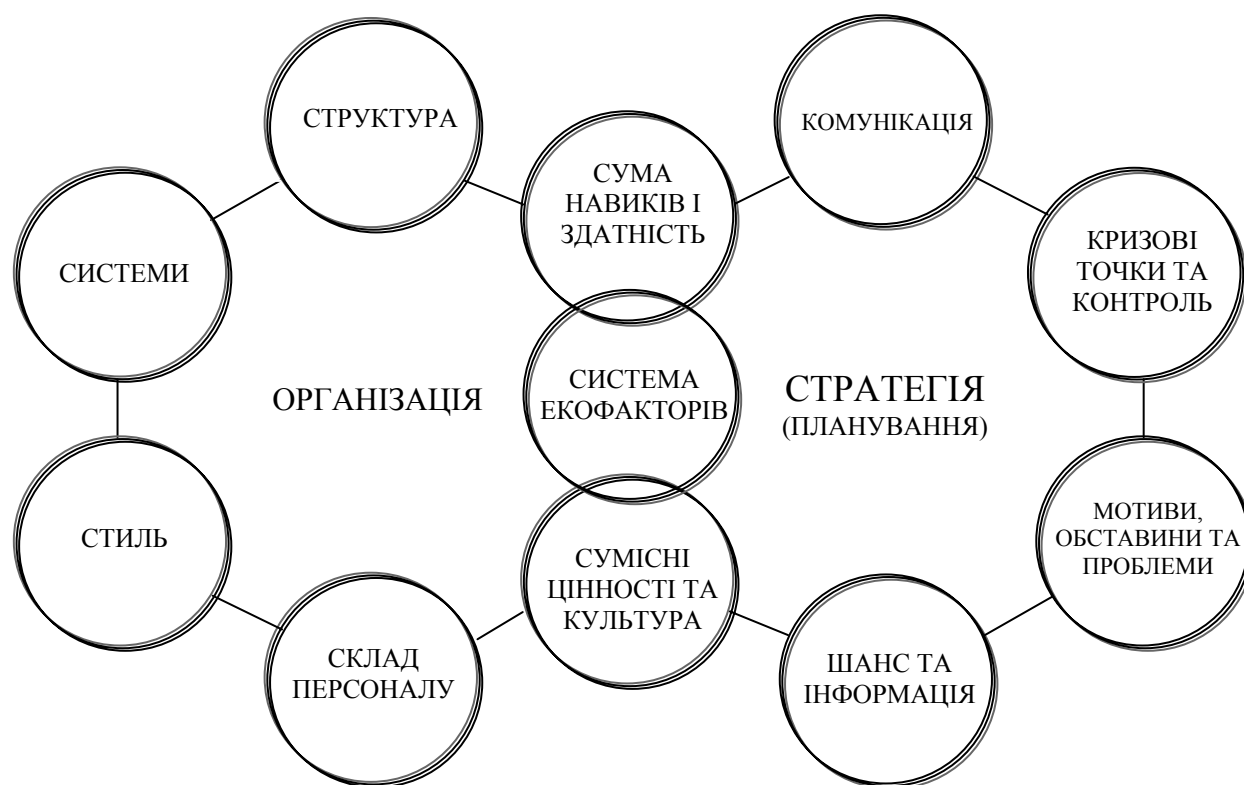 СТРУКТУРА
КОМУНІКАЦІЯ
СУМА
НАВИКІВ І
ЗДАТНІСТЬ
СИСТЕМИ
КРИЗОВІ
ТОЧКИ ТА
КОНТРОЛЬ
ОРГАНІЗАЦІЯ
СИСТЕМА
ЕКОФАКТОРІВ
СТРАТЕГІЯ
(ПЛАНУВАННЯ)
СТИЛЬ
СУМІСНІ
ЦІННОСТІ ТА
КУЛЬТУРА
МОТИВИ,
ОБСТАВИНИ ТА
ПРОБЛЕМИ
СКЛАД
ПЕРСОНАЛУ
ШАНС ТА
ІНФОРМАЦІЯ